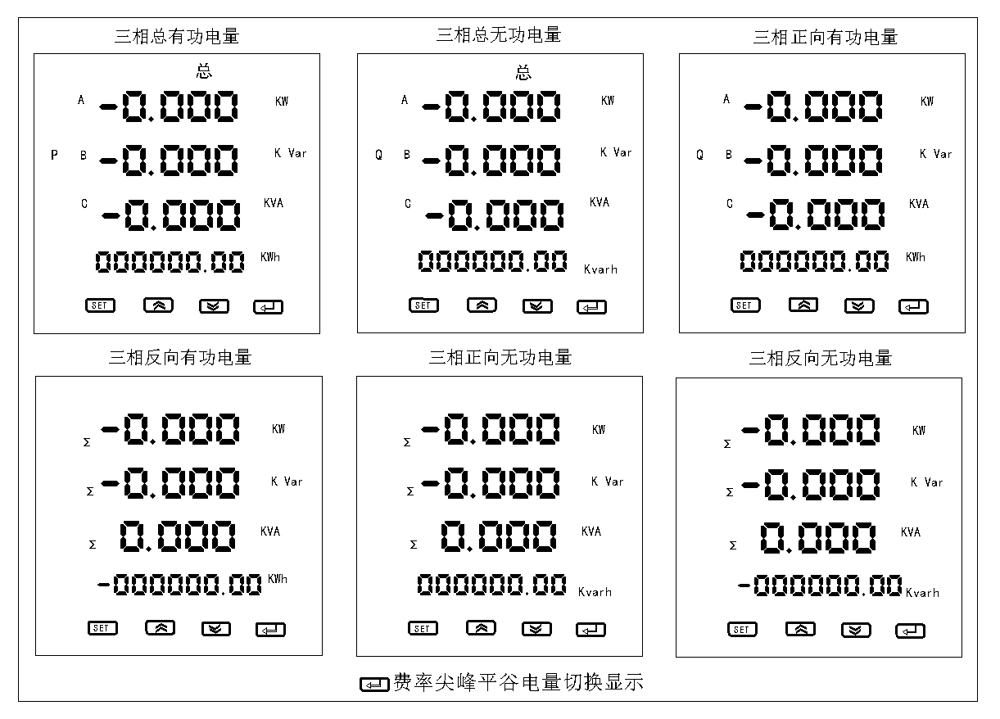 三相总有功电量
总
A -0.000 KW
P B -0.000 K Var
C -0.000 KVA
000000.00 KWh
SET
三相总无功电量
总
A -0.000 KW
Q B -0.000 K Var
C -0.000 KVA
000000.00 Kvarh
SET
三相正向有功电量
A -0.000 KW
Q B -0.000 K Var
C -0.000 KVA
000000.00 KWh
SET
三相反向有功电量
Σ -0.000 KW
Σ -0.000 K Var
Σ 0.000 KVA
-000000.00 KWh
SET
三相正向无功电量
Σ -0.000 KW
Σ -0.000 K Var
Σ 0.000 KVA
000000.00 Kvarh
SET
三相反向无功电量
Σ -0.000 KW
Σ -0.000 K Var
Σ 0.000 KVA
-000000.00 Kvarh
SET
费率尖峰平谷电量切换显示